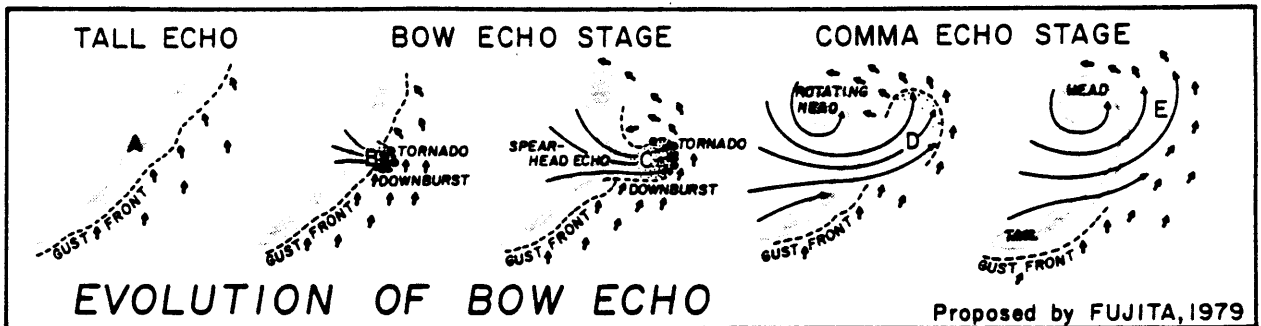 TALL ECHO
BOW ECHO STAGE
COMMA ECHO STAGE
A
GUST FRONT
B
TORNADO
DOWNBURST
GUST FRONT
SPEAR-
HEAD ECHO
C
TORNADO
DOWNBURST
GUST FRONT
ROTATING
HEAD
D
GUST FRONT
HEAD
E
TAIL
GUST FRONT
EVOLUTION OF BOW ECHO
Proposed by FUJITA, 1979